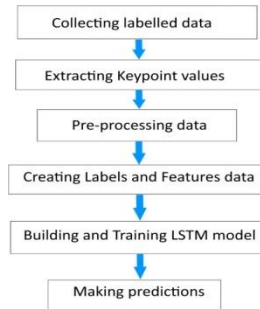 Collecting labelled data
Extracting Keypoint values
Pre-processing data
Creating Labels and Features data
Building and Training LSTM model
Making predictions